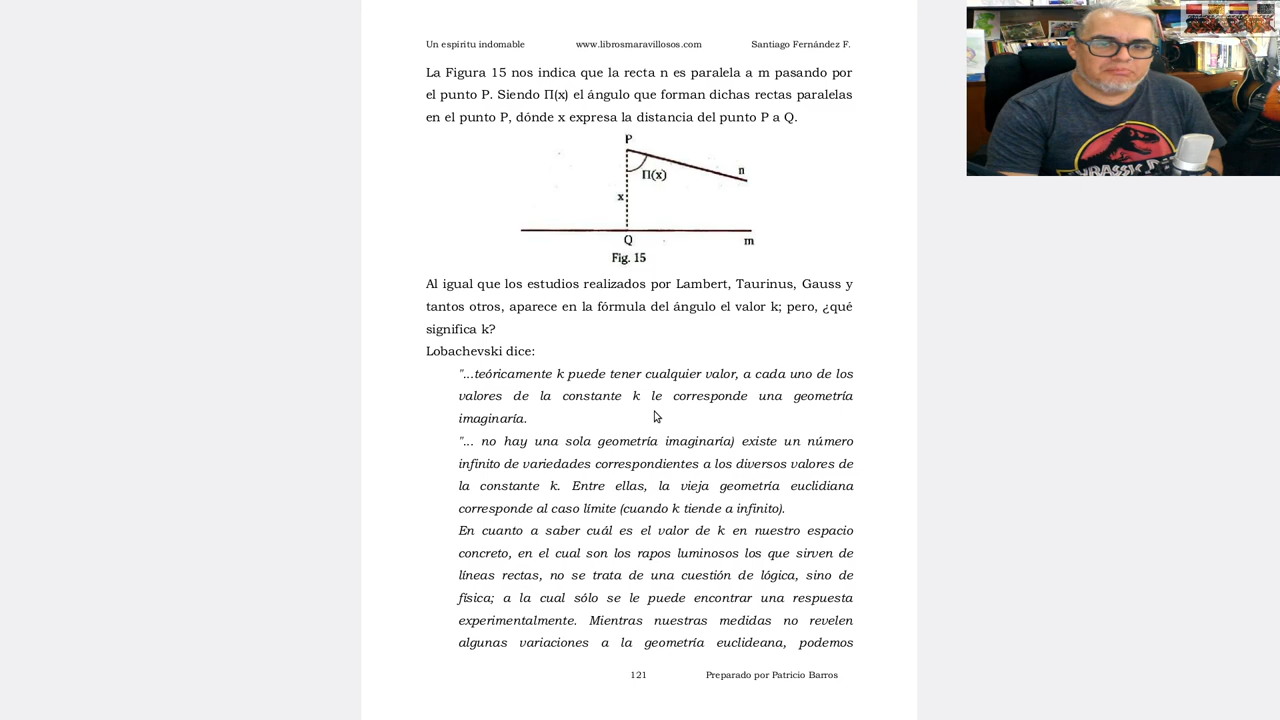 Un espíritu indomable www.librosmaravillosos.com Santiago Fernández F.
La Figura 15 nos indica que la recta n es paralela a m pasando por
el punto P. Siendo Π(x) el ángulo que forman dichas rectas paralelas
en el punto P, dónde x expresa la distancia del punto P a Q.
P
n
Π(x)
x
Q
m
Fig. 15
Al igual que los estudios realizados por Lambert, Taurinus, Gauss y
tantos otros, aparece en la fórmula del ángulo el valor k; pero, ¿qué
significa k?
Lobachevski dice:
"...teóricamente k puede tener cualquier valor, a cada uno de los
valores de la constante k le corresponde una geometría
imaginaría.
"... no hay una sola geometría imaginaría) existe un número
infinito de variedades correspondientes a los diversos valores de
la constante k. Entre ellas, la vieja geometría euclidiana
corresponde al caso límite (cuando k tiende a infinito).
En cuanto a saber cuál es el valor de k en nuestro espacio
concreto, en el cual son los rapos luminosos los que sirven de
líneas rectas, no se trata de una cuestión de lógica, sino de
física; a la cual sólo se le puede encontrar una respuesta
experimentalmente. Mientras nuestras medidas no revelen
algunas variaciones a la geometría euclideana, podemos
121 Preparado por Patricio Barros